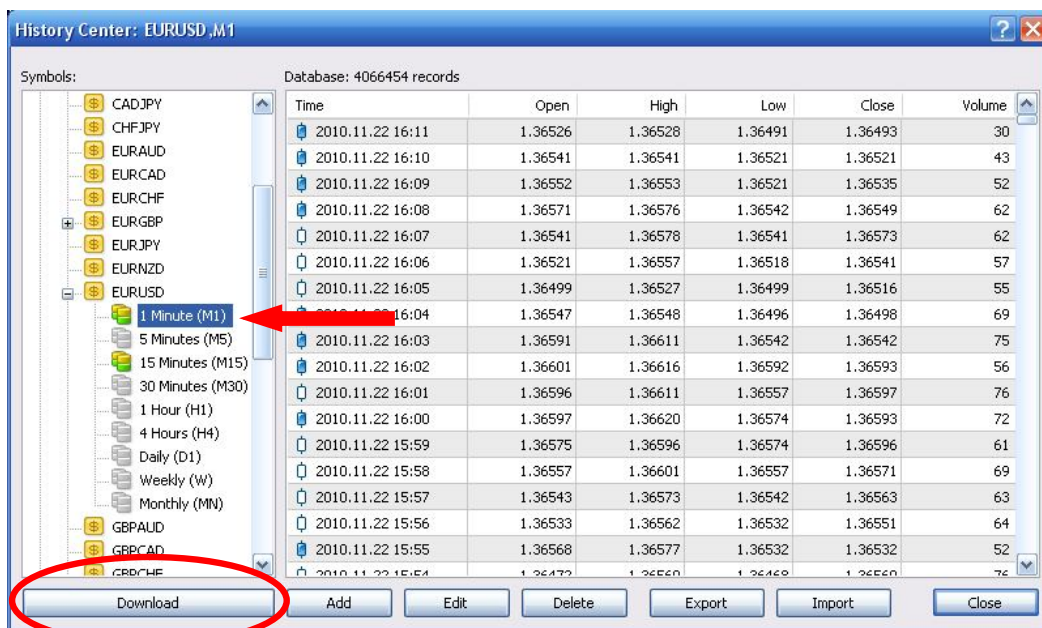 History Center: EURUSD,M1
Symbols:
Database: 4066454 records
CADJPY
CHFJPY
EURAUD
EURCAD
EURCHF
EURGBP
EURJPY
EURNZD
EURUSD
1 Minute (M1)
5 Minutes (M5)
15 Minutes (M15)
30 Minutes (M30)
1 Hour (H1)
4 Hours (H4)
Daily (D1)
Weekly (W)
Monthly (MN)
GBPAUD
GBPCAD
GBPCHF
Time Open High Low Close Volume
2010.11.22 16:11 1.36526 1.36528 1.36491 1.36493 30
2010.11.22 16:10 1.36541 1.36541 1.36521 1.36521 43
2010.11.22 16:09 1.36552 1.36553 1.36521 1.36535 52
2010.11.22 16:08 1.36571 1.36576 1.36542 1.36549 62
2010.11.22 16:07 1.36541 1.36578 1.36541 1.36573 62
2010.11.22 16:06 1.36521 1.36557 1.36518 1.36541 57
2010.11.22 16:05 1.36499 1.36527 1.36499 1.36516 55
16:04 1.36547 1.36548 1.36496 1.36498 69
2010.11.22 16:03 1.36591 1.36611 1.36542 1.36542 75
2010.11.22 16:02 1.36601 1.36616 1.36592 1.36593 56
2010.11.22 16:01 1.36596 1.36611 1.36557 1.36597 76
2010.11.22 16:00 1.36597 1.36620 1.36574 1.36593 72
2010.11.22 15:59 1.36575 1.36596 1.36574 1.36596 61
2010.11.22 15:58 1.36557 1.36601 1.36557 1.36571 69
2010.11.22 15:57 1.36543 1.36573 1.36542 1.36563 63
2010.11.22 15:56 1.36533 1.36562 1.36532 1.36551 64
2010.11.22 15:55 1.36568 1.36577 1.36532 1.36532 52
2010.11.22 15:54
Download
Add
Edit
Delete
Export
Import
Close